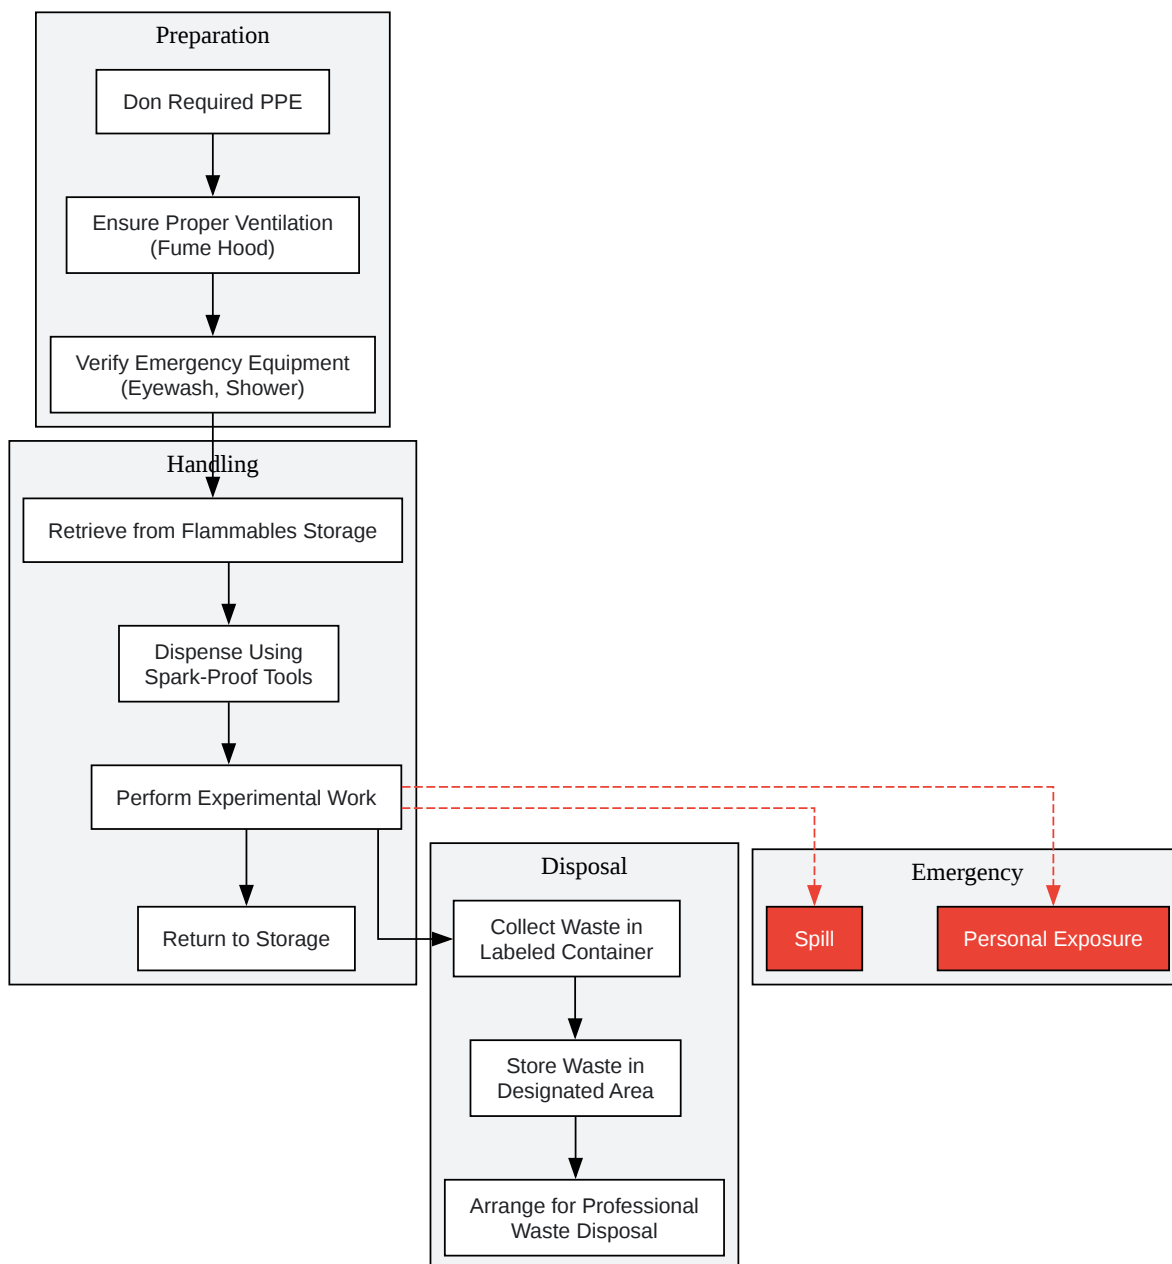 Preparation
Don Required PPE
Ensure Proper Ventilation
(Fume Hood)
Verify Emergency Equipment
(Eyewash, Shower)
Handling
Retrieve from Flammables Storage
Dispense Using
Spark-Proof Tools
Perform Experimental Work
Return to Storage
Disposal
Collect Waste in
Labeled Container
Store Waste in
Designated Area
Arrange for Professional
Waste Disposal
Emergency
Spill
Personal Exposure